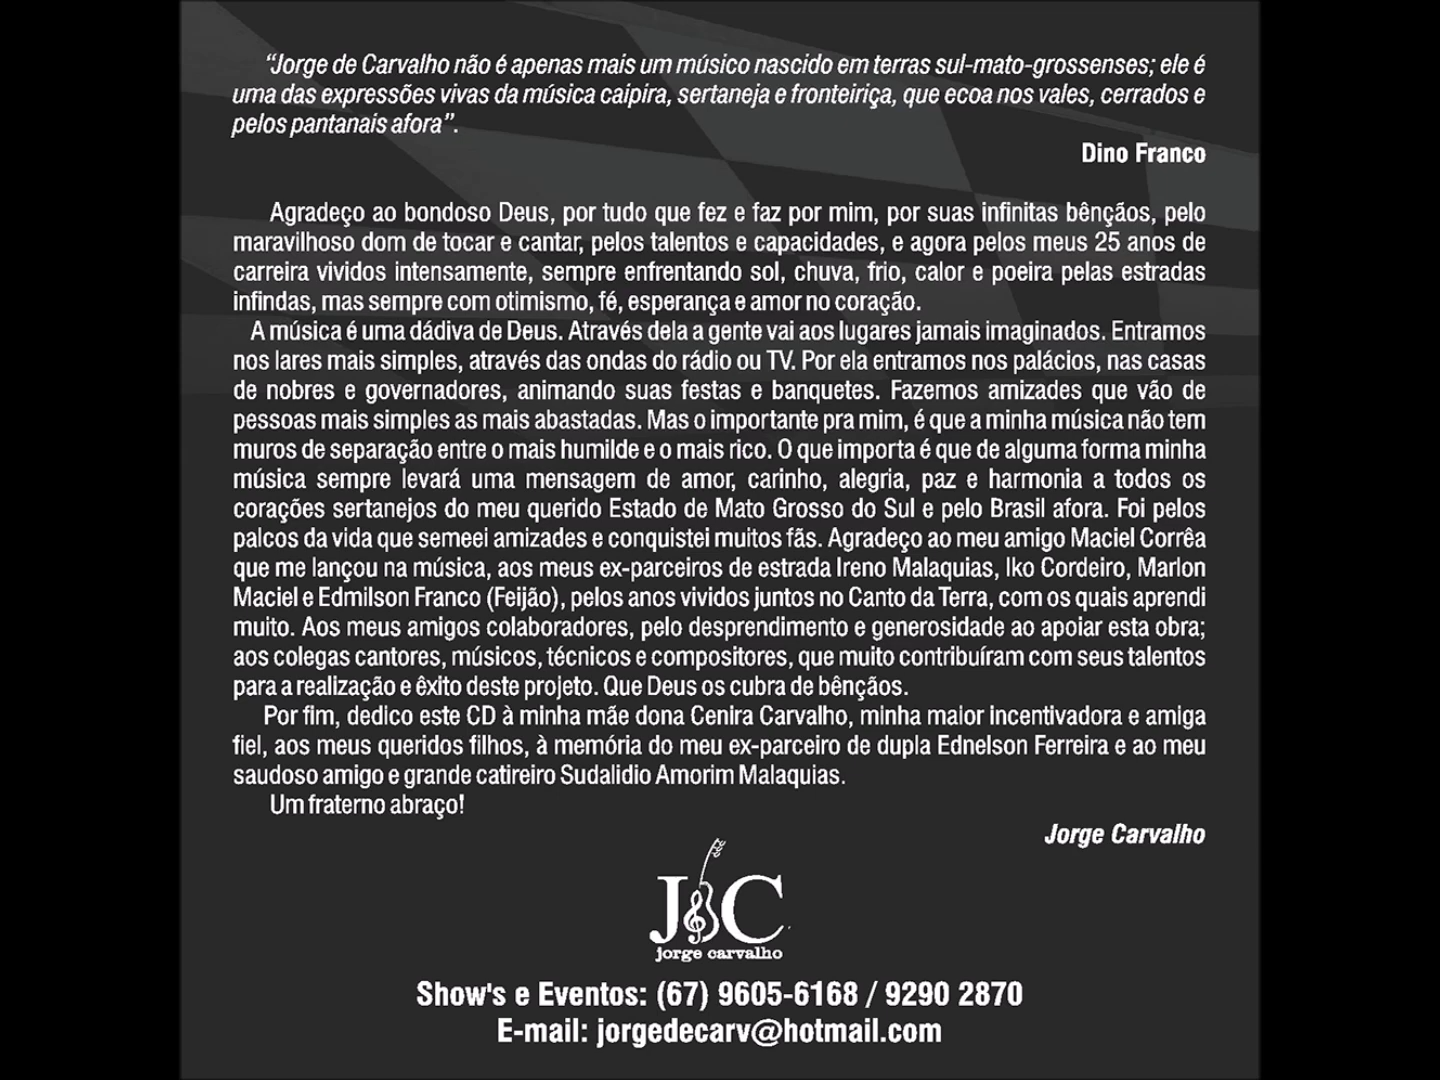 “Jorge de Carvalho não é apenas mais um músico nascido em terras sul-mato-grossenses; ele é
uma das expressões vivas da música caipira, sertaneja e fronteiriça, que ecoa nos vales, cerrados e
pelos pantanais afora”.
Dino Franco
Agradeço ao bondoso Deus, por tudo que fez e faz por mim, por suas infinitas bênçãos, pelo
maravilhoso dom de tocar e cantar, pelos talentos e capacidades, e agora pelos meus 25 anos de
carreira vividos intensamente, sempre enfrentando sol, chuva, frio, calor e poeira pelas estradas
infindas, mas sempre com otimismo, fé, esperança e amor no coração.
A música é uma dádiva de Deus. Através dela a gente vai aos lugares jamais imaginados. Entramos
nos lares mais simples, através das ondas do rádio ou TV. Por ela entramos nos palácios, nas casas
de nobres e governadores, animando suas festas e banquetes. Fazemos amizades que vão de
pessoas mais simples as mais abastadas. Mas o importante pra mim, é que a minha música não tem
muros de separação entre o mais humilde e o mais rico. O que importa é que de alguma forma minha
música sempre levará uma mensagem de amor, carinho, alegria, paz e harmonia a todos os
corações sertanejos do meu querido Estado de Mato Grosso do Sul e pelo Brasil afora. Foi pelos
palcos da vida que semeei amizades e conquistei muitos fãs. Agradeço ao meu amigo Maciel Corrêa
que me lançou na música, aos meus ex-parceiros de estrada Ireno Malaquias, Iko Cordeiro, Marlon
Maciel e Edmilson Franco (Feijão), pelos anos vividos juntos no Canto da Terra, com os quais aprendi
muito. Aos meus amigos colaboradores, pelo desprendimento e generosidade ao apoiar esta obra;
aos colegas cantores, músicos, técnicos e compositores, que muito contribuíram com seus talentos
para a realização e êxito deste projeto. Que Deus os cubra de bênçãos.
Por fim, dedico este CD à minha mãe dona Cenira Carvalho, minha maior incentivadora e amiga
fiel, aos meus queridos filhos, à memória do meu ex-parceiro de dupla Ednelson Ferreira e ao meu
saudoso amigo e grande catireiro Sudalidio Amorim Malaquias.
Um fraterno abraço!
Jorge Carvalho
JC
jorge carvalho
Show's e Eventos: (67) 9605-6168 / 9290 2870
E-mail: jorgedecarv@hotmail.com